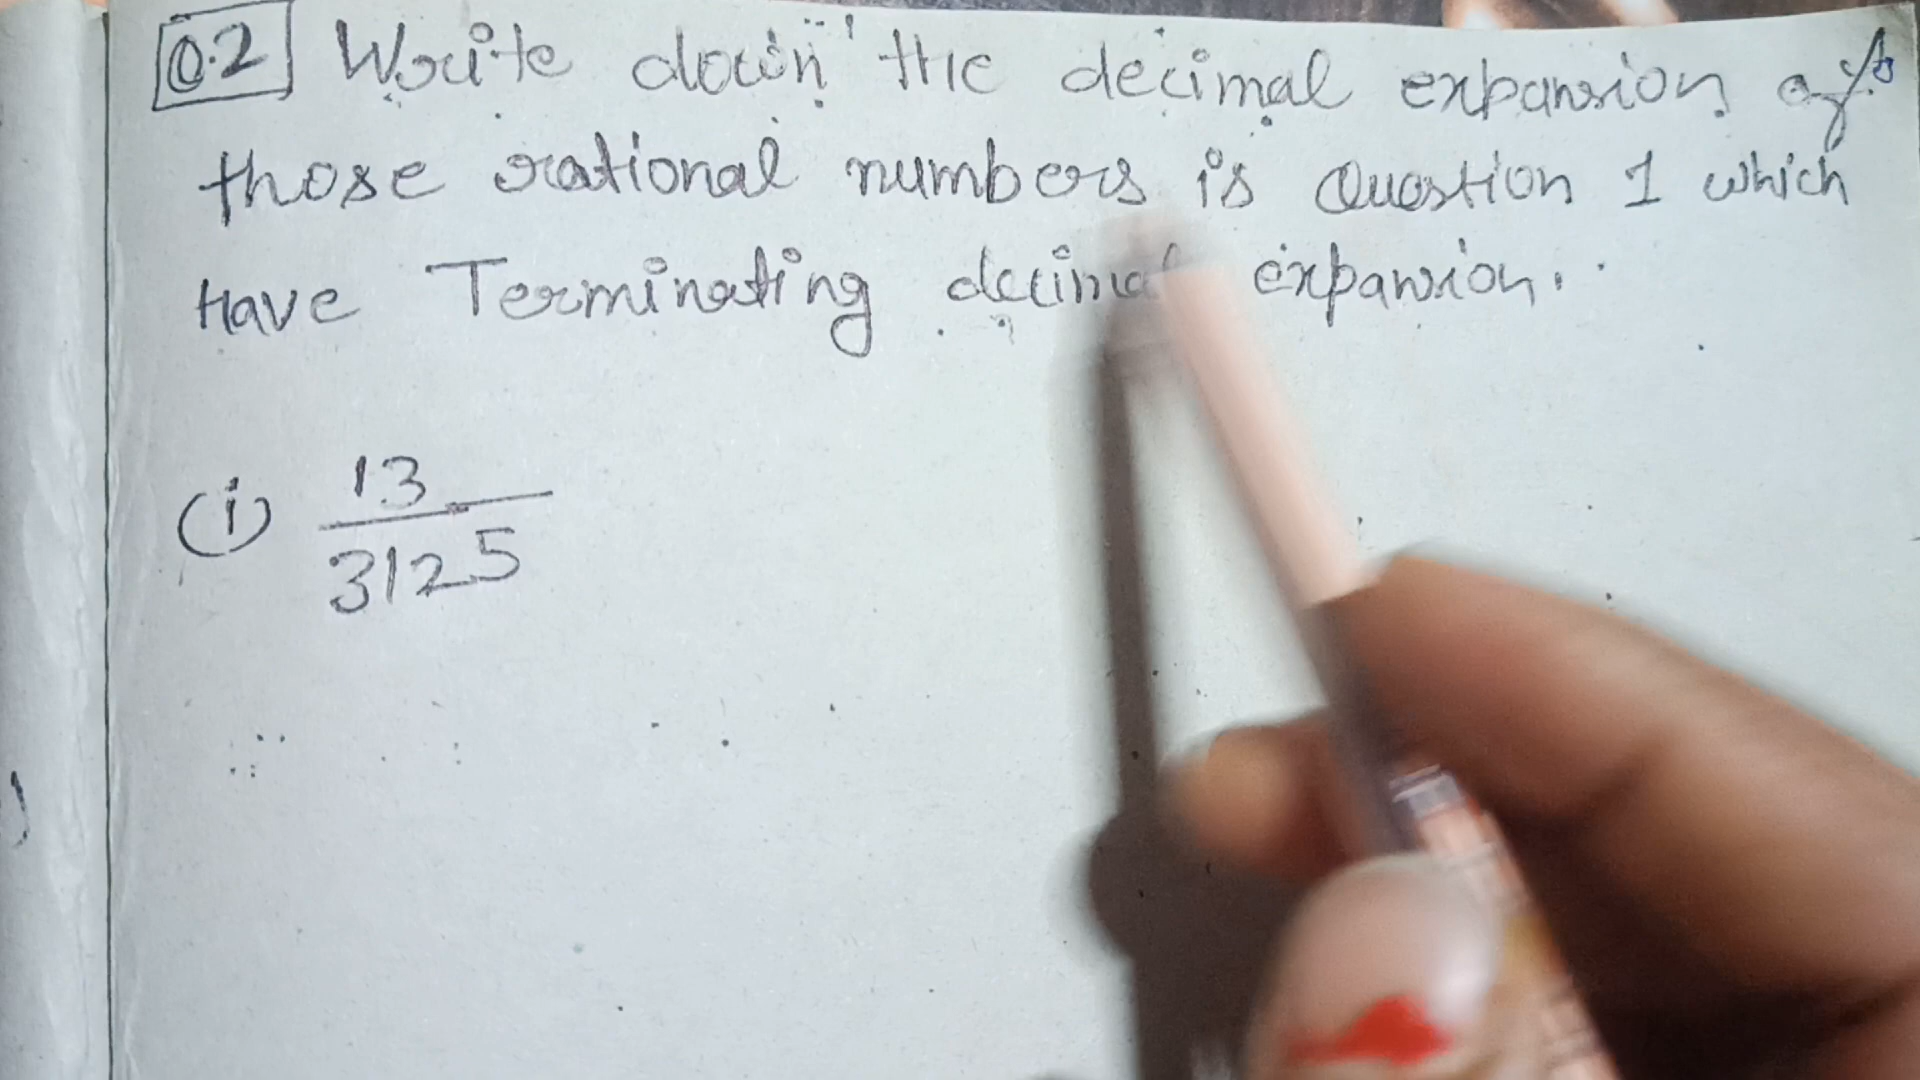 Q.2 Write down the decimal expansion of
those rational numbers is Question 1 which
Have Terminating decimal expansion.
(i) 13
3125